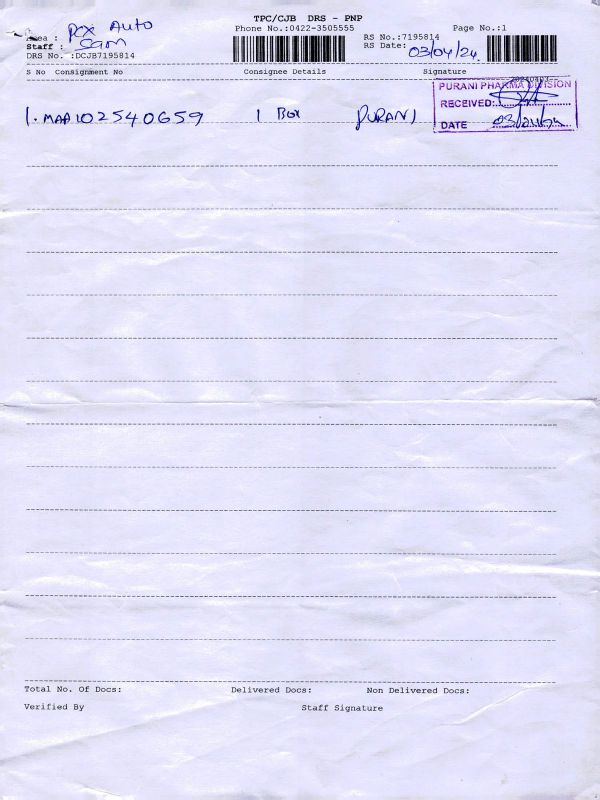 TPC/CJB DRS - PNP
Area : PCX Auto
Phone No.:0422-3505555
Page No.:1
Staff : Sam
RS No.:7195814
RS Date: 03/04/24
DRS No. :DCJB7195814
S No Consignment No Consignee Details Signature
20240403
PURANI PHARMA DIVISION
1. MAA102540659 1 Box PURANI
RECEIVED:
DATE 03/04/24
Total No. Of Docs: Delivered Docs: Non Delivered Docs:
Verified By Staff Signature